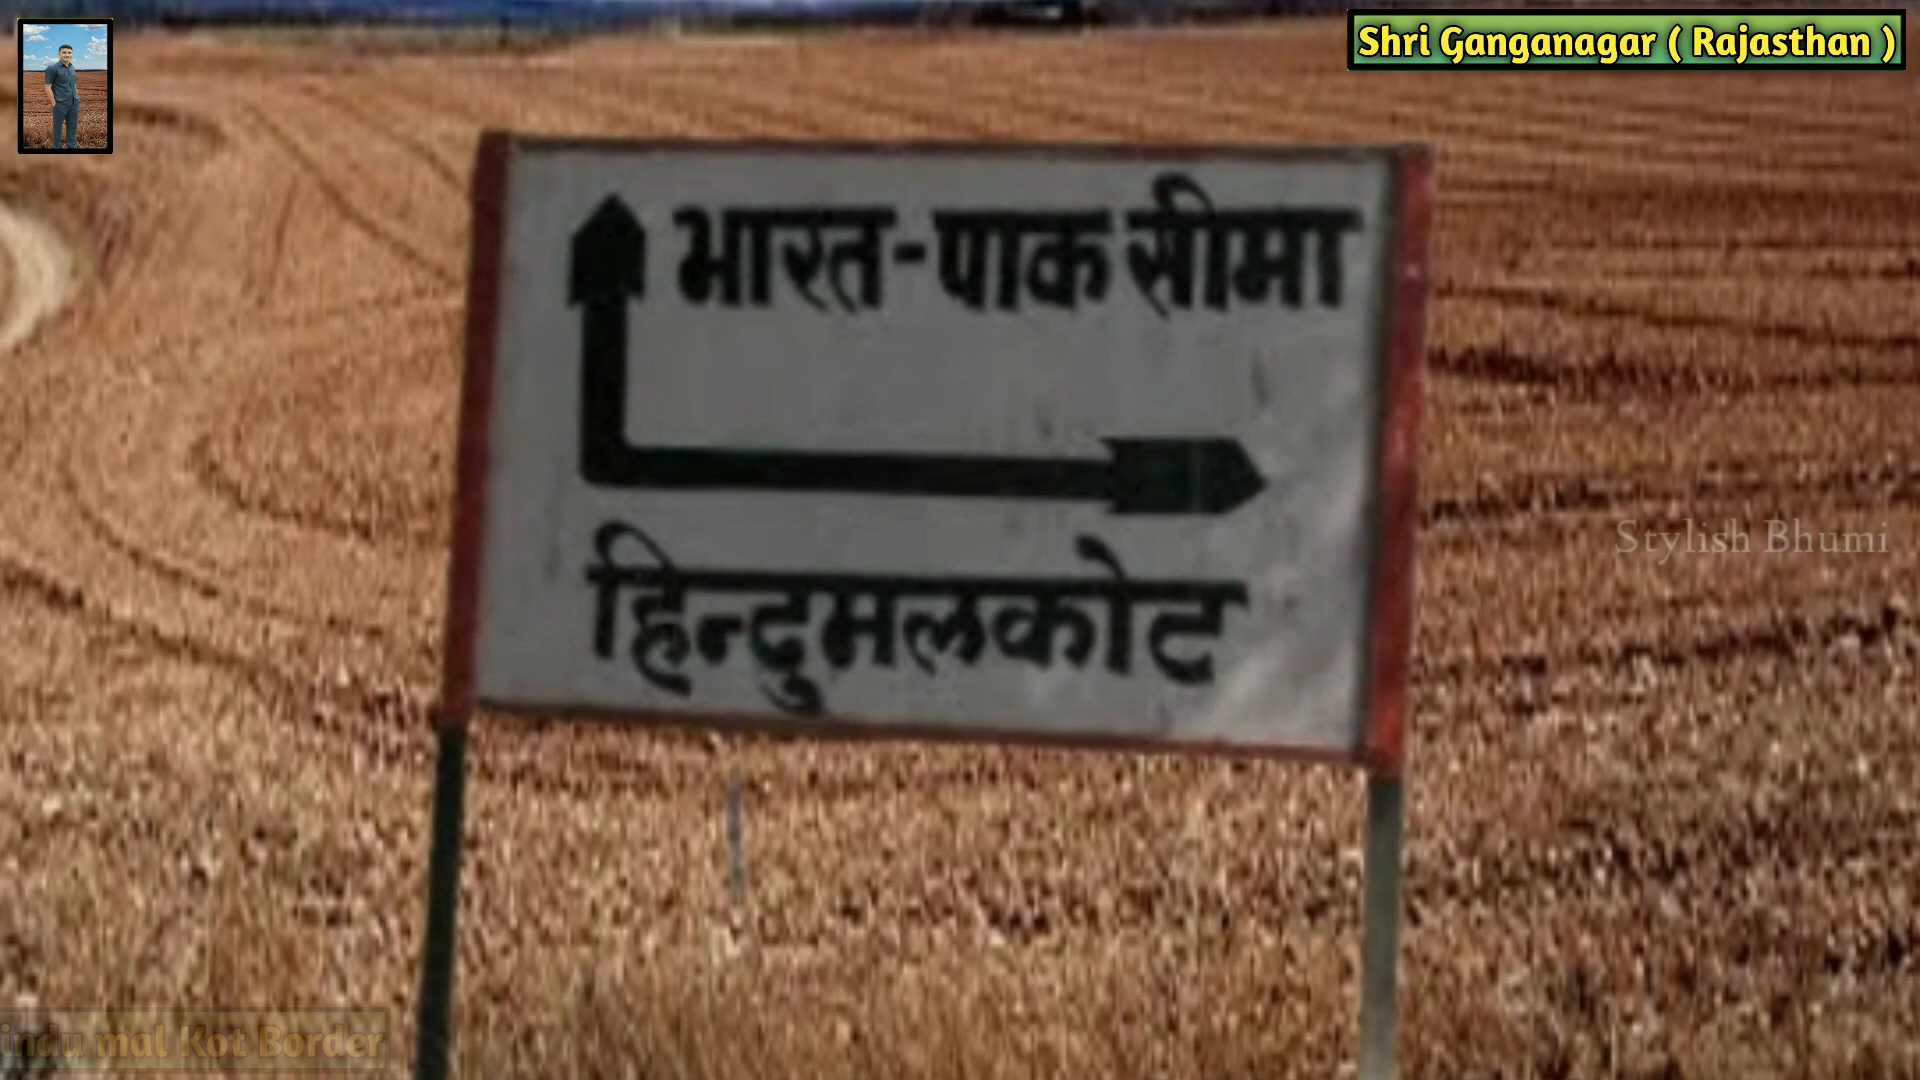 Shri Ganganagar ( Rajasthan )
भारत-पाक सीमा
हिन्दुमलकोट
Stylish Bhumi
indu mal Kot Border